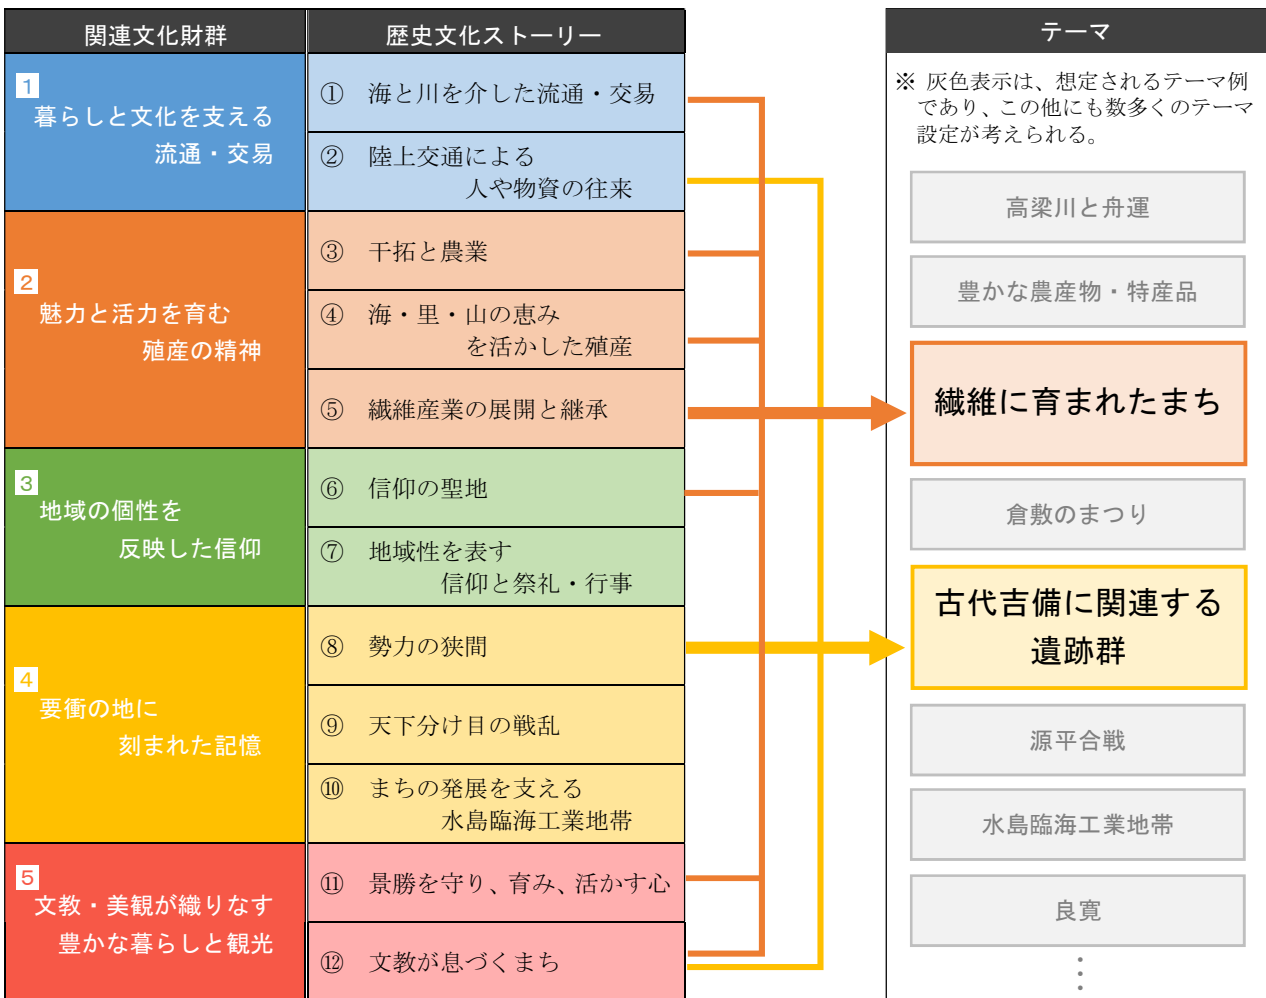 関連文化財群
歴史文化ストーリー
テーマ
1
暮らしと文化を支える
流通・交易
① 海と川を介した流通・交易
② 陸上交通による
人や物資の往来
2
魅力と活力を育む
殖産の精神
③ 干拓と農業
④ 海・里・山の恵み
を活かした殖産
⑤ 繊維産業の展開と継承
3
地域の個性を
反映した信仰
⑥ 信仰の聖地
⑦ 地域性を表す
信仰と祭礼・行事
4
要衝の地に
刻まれた記憶
⑧ 勢力の狭間
⑨ 天下分け目の戦乱
⑩ まちの発展を支える
水島臨海工業地帯
5
文教・美観が織りなす
豊かな暮らしと観光
⑪ 景勝を守り、育み、活かす心
⑫ 文教が息づくまち
※ 灰色表示は、想定されるテーマ例
であり、この他にも数多くのテーマ
設定が考えられる。
高梁川と舟運
豊かな農産物・特産品
繊維に育まれたまち
倉敷のまつり
古代吉備に関連する
遺跡群
源平合戦
水島臨海工業地帯
良寛